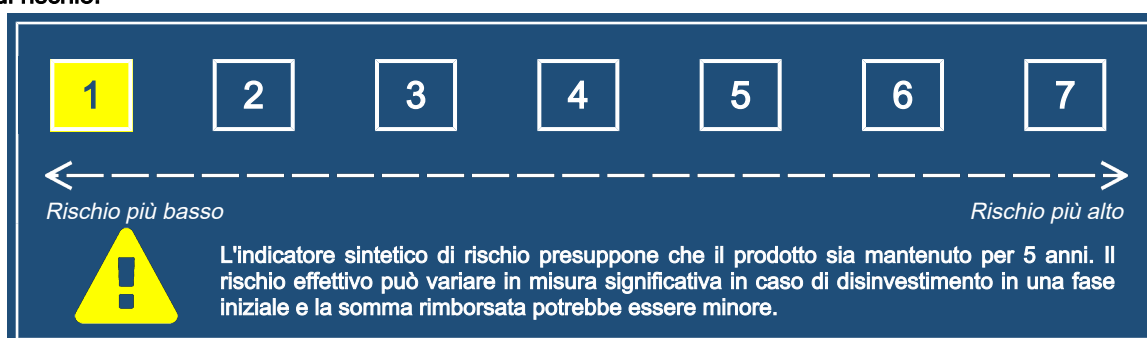 di rischio:
1 2 3 4 5 6 7
Rischio più basso Rischio più alto
L'indicatore sintetico di rischio presuppone che il prodotto sia mantenuto per 5 anni. Il
rischio effettivo può variare in misura significativa in caso di disinvestimento in una fase
iniziale e la somma rimborsata potrebbe essere minore.